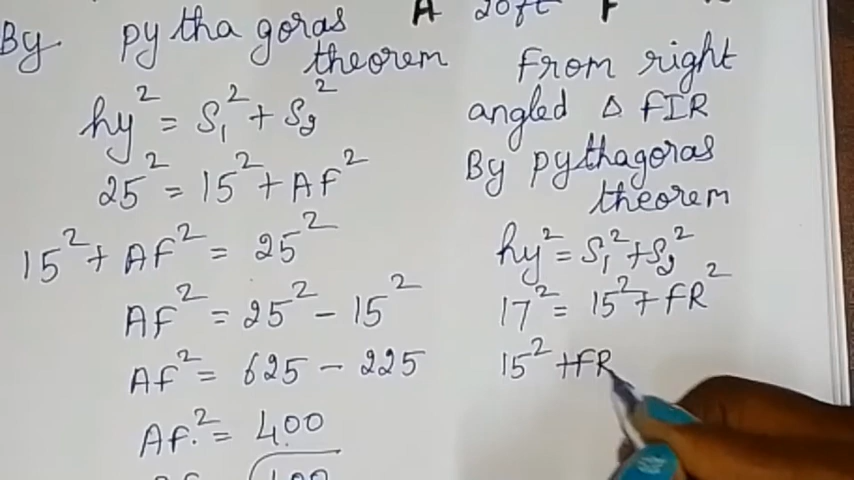 A 20ft F
By pythagoras
theorem
hy² = S₁² + S₂²
25² = 15² + AF²
15² + AF² = 25²
AF² = 25² - 15²
AF² = 625 - 225
AF² = 400
From right
angled Δ FIR
By pythagoras
theorem
hy² = S₁² + S₂²
17² = 15² + FR²
15² + FR